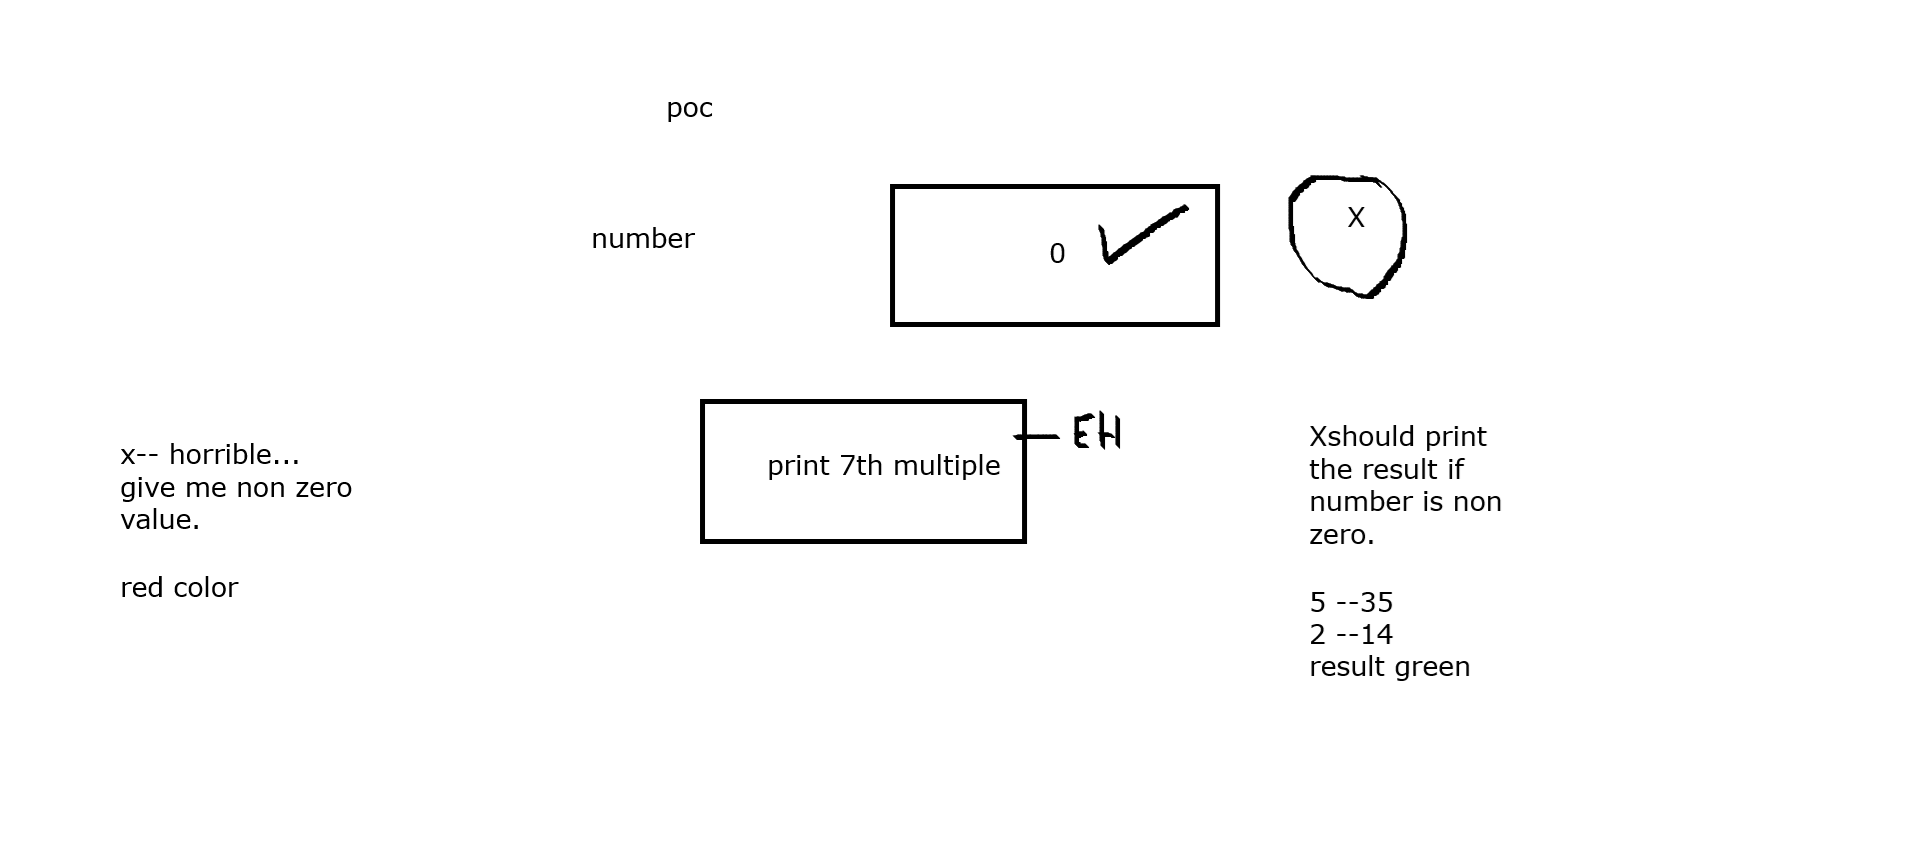 poc
number
0
X
print 7th multiple
EH
x-- horrible...
give me non zero
value.
red color
Xshould print
the result if
number is non
zero.
5 --35
2 --14
result green